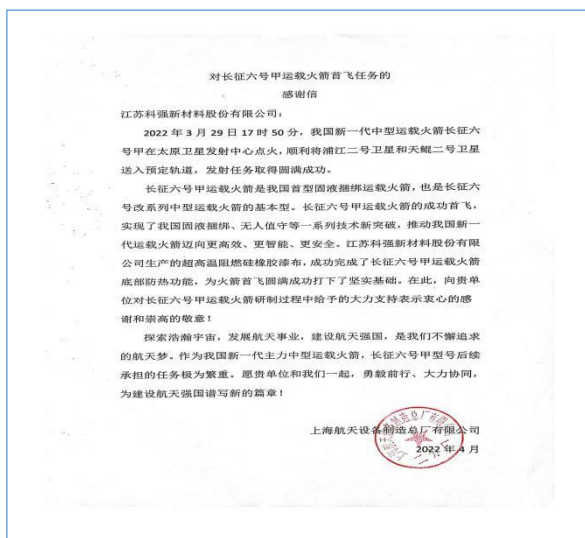 对长征六号甲运载火箭首飞任务的
感谢信
江苏科强新材料股份有限公司：
2022 年 3 月 29 日 17 时 50 分，我国新一代中型运载火箭长征六
号甲在太原卫星发射中心点火，顺利将浦江二号卫星和天鲲二号卫星
送入预定轨道，发射任务取得圆满成功。
长征六号甲运载火箭是我国首型固液捆绑运载火箭，也是长征六
号改系列中型运载火箭的基本型。长征六号甲运载火箭的成功首飞，
实现了我国固液捆绑、无人值守等一系列技术新突破，推动我国新一
代运载火箭迈向更高效、更智能、更安全。江苏科强新材料股份有限
公司生产的超高温阻燃硅橡胶漆布，成功完成了长征六号甲运载火箭
底部防热功能，为火箭首飞圆满成功打下了坚实基础。在此，向贵单
位对长征六号甲运载火箭研制过程中给予的大力支持表示衷心的感
谢和崇高的敬意！
探索浩瀚宇宙，发展航天事业，建设航天强国，是我们不懈追求
的航天梦。作为我国新一代主力中型运载火箭，长征六号甲型号后续
承担的任务极为繁重。愿贵单位和我们一起，勇毅前行、大力协同，
为建设航天强国谱写新的篇章！
上海航天设备制造总厂有限公司
2022 年 4 月